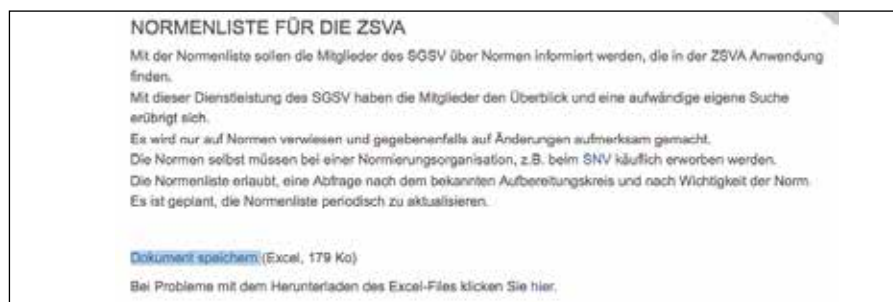 NORMENLISTE FÜR DIE ZSVA
Mit der Normenliste sollen die Mitglieder des SGSV über Normen informiert werden, die in der ZSVA Anwendung
finden.
Mit dieser Dienstleistung des SGSV haben die Mitglieder den Überblick und eine aufwändige eigene Suche
erübrigt sich.
Es wird nur auf Normen verwiesen und gegebenenfalls auf Änderungen aufmerksam gemacht.
Die Normen selbst müssen bei einer Normierungsorganisation, z.B. beim SNV käuflich erworben werden.
Die Normenliste erlaubt, eine Abfrage nach dem bekannten Aufbereitungskreis und nach Wichtigkeit der Norm.
Es ist geplant, die Normenliste periodisch zu aktualisieren.
Dokument speichern (Excel, 179 Ko)
Bei Probleme mit dem Herunterladen des Excel-Files klicken Sie hier.